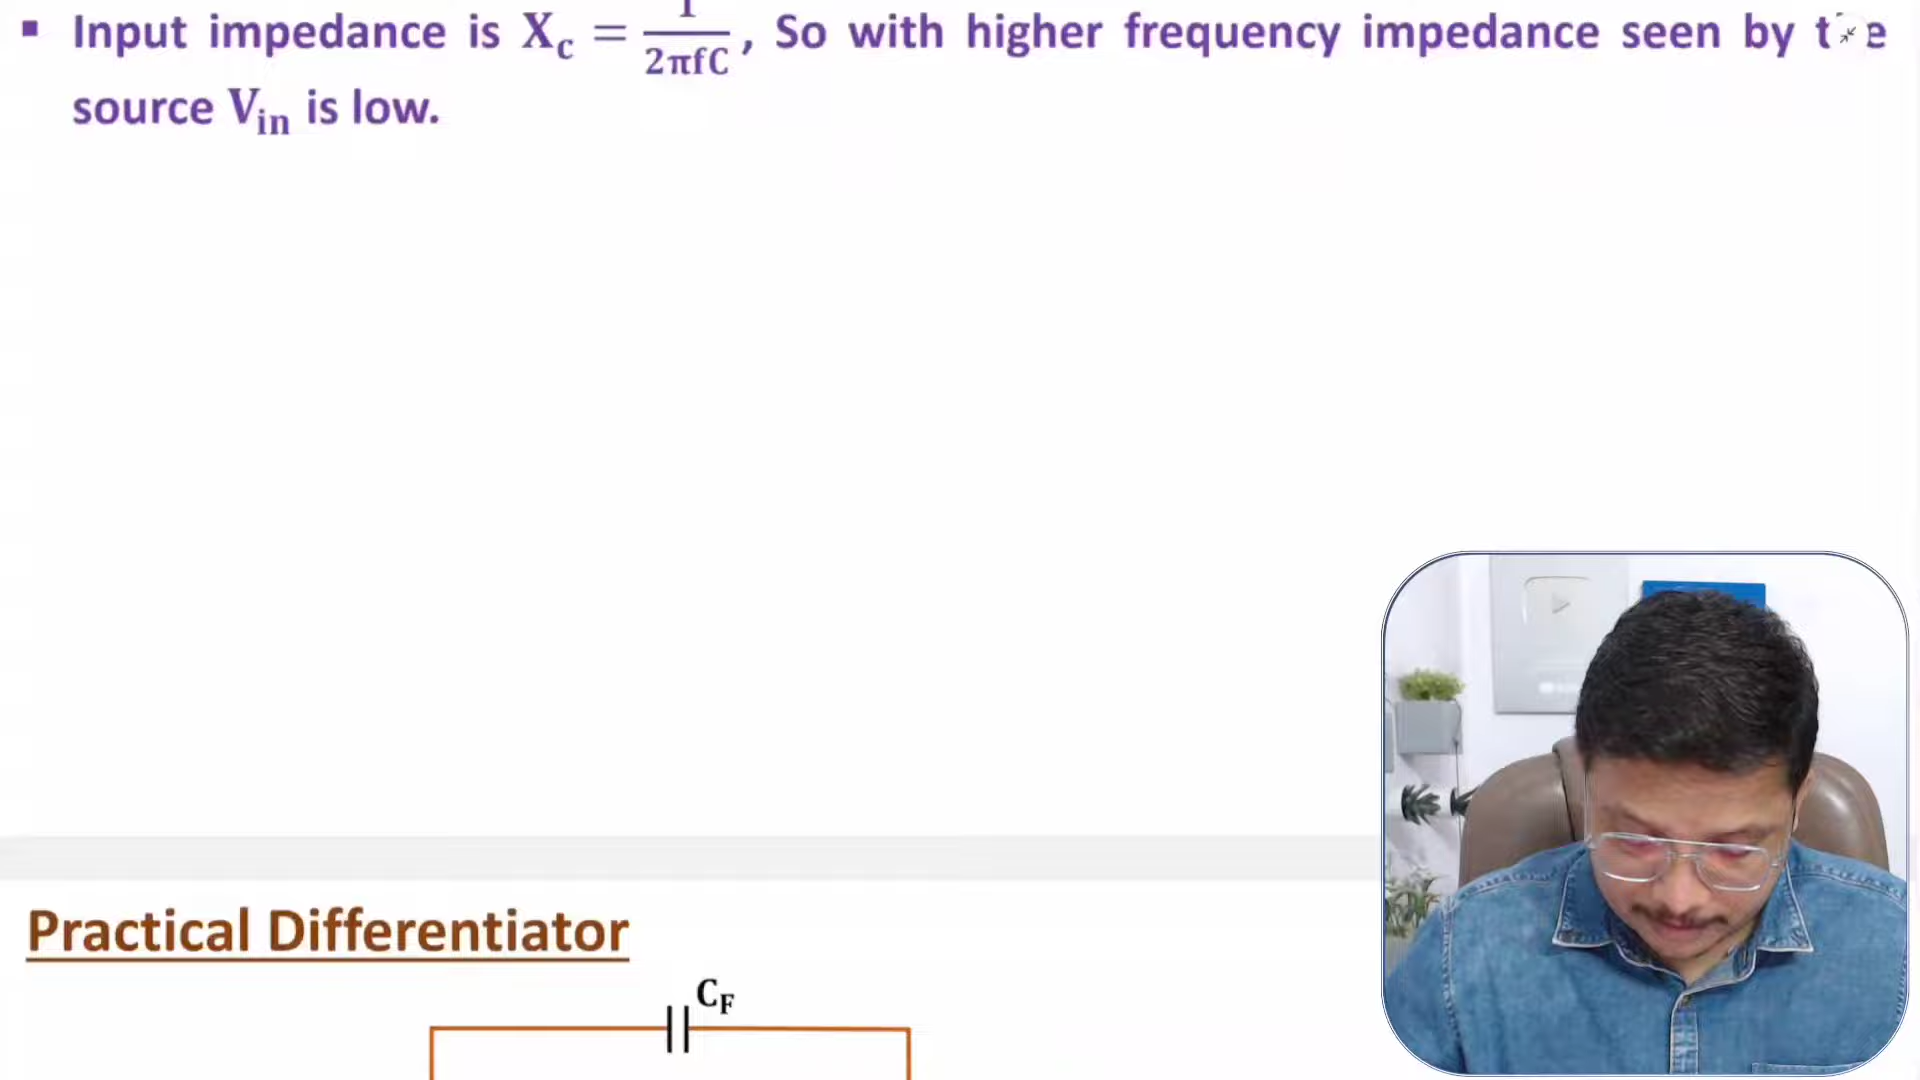 ▪ Input impedance is X_c = 1/2πfC, So with higher frequency impedance seen by the
source V_in is low.
Practical Differentiator
C_F